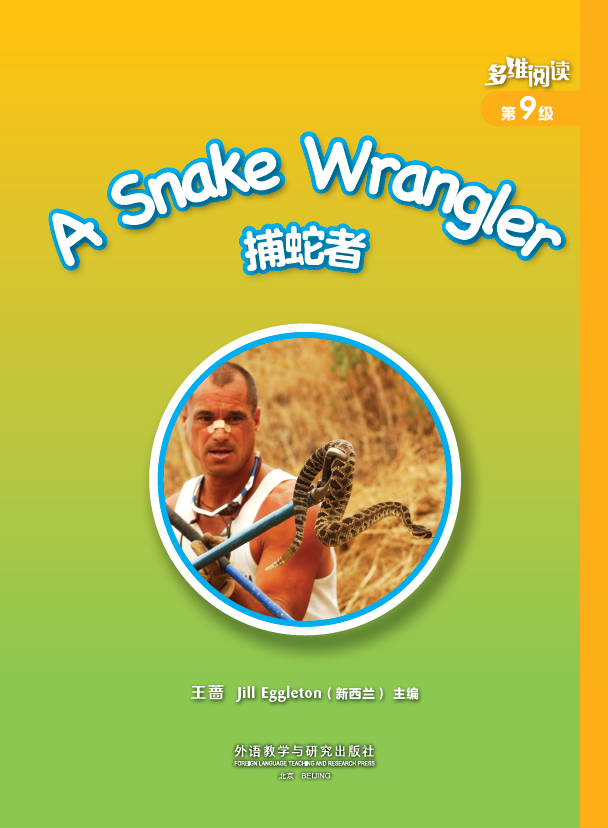 多维阅读
第9级
A Snake Wrangler
捕蛇者
王蔷 Jill Eggleton（新西兰）主编
外语教学与研究出版社
FOREIGN LANGUAGE TEACHING AND RESEARCH PRESS
北京 BEIJING